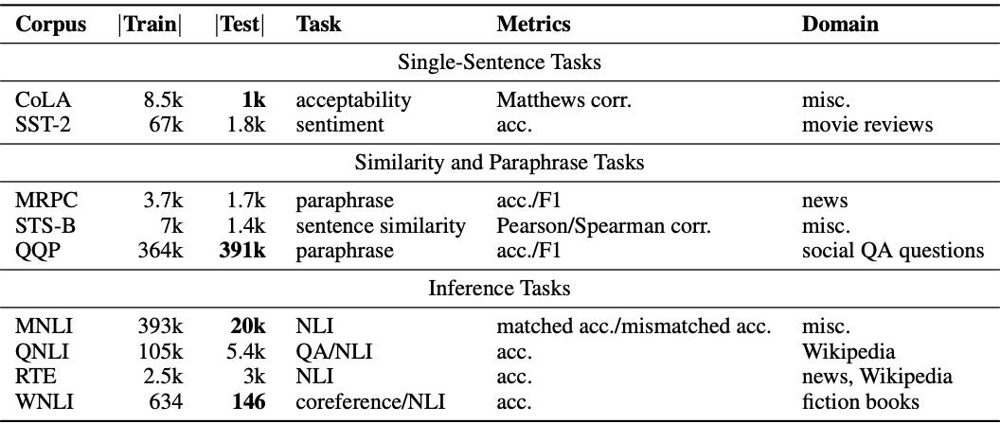 Corpus |Train| |Test| Task Metrics Domain
Single-Sentence Tasks
CoLA 8.5k 1k acceptability Matthews corr. misc.
SST-2 67k 1.8k sentiment acc. movie reviews
Similarity and Paraphrase Tasks
MRPC 3.7k 1.7k paraphrase acc./F1 news
STS-B 7k 1.4k sentence similarity Pearson/Spearman corr. misc.
QQP 364k 391k paraphrase acc./F1 social QA questions
Inference Tasks
MNLI 393k 20k NLI matched acc./mismatched acc. misc.
QNLI 105k 5.4k QA/NLI acc. Wikipedia
RTE 2.5k 3k NLI acc. news, Wikipedia
WNLI 634 146 coreference/NLI acc. fiction books